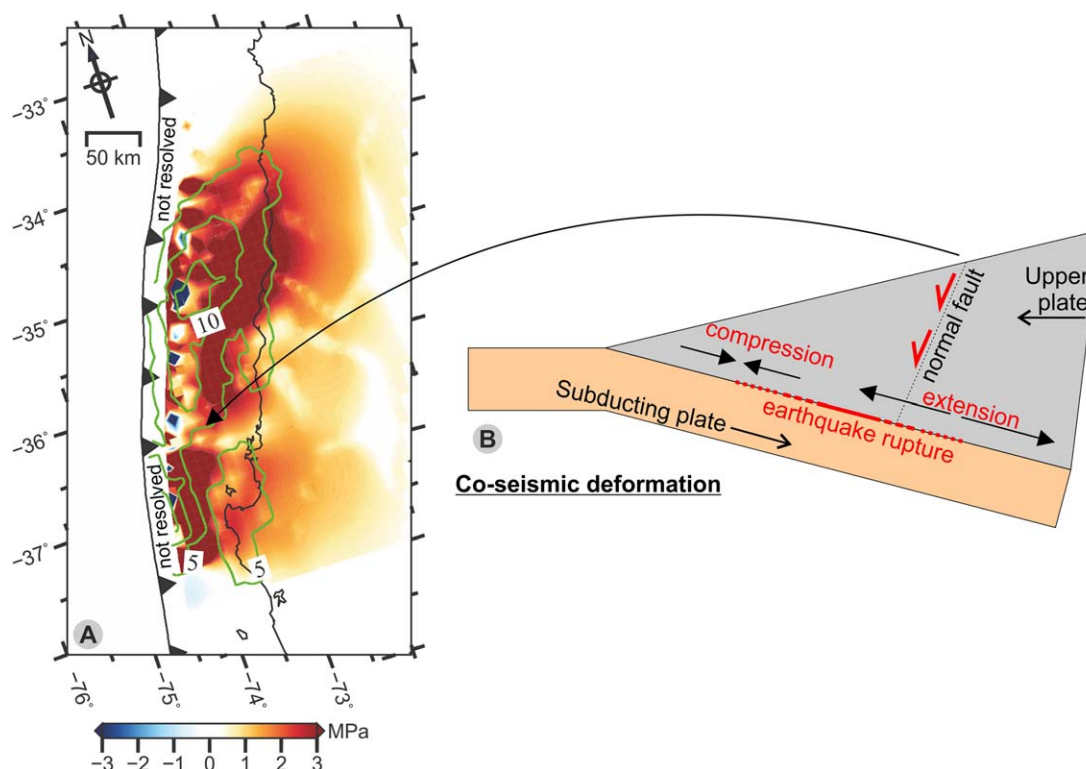 N
50 km
not resolved
not resolved
−33°
−34°
−35°
−36°
−37°
10
5
5
A
−76°
−75°
−74°
−73°
MPa
−3 −2 −1 0 1 2 3
Upper
plate
normal fault
compression
extension
earthquake rupture
Subducting plate
B
Co-seismic deformation